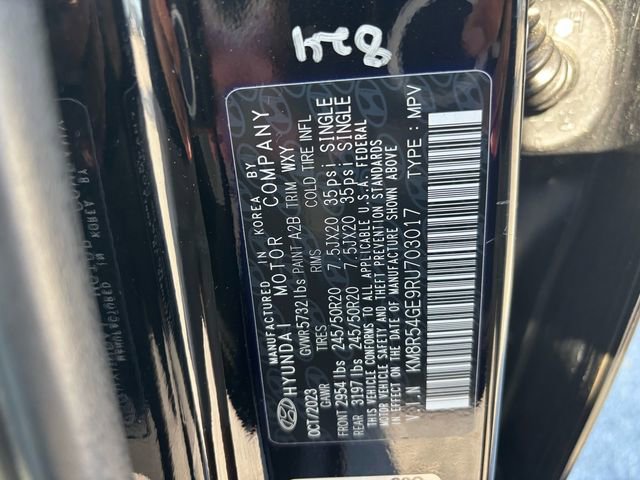 824
MANUFACTURED IN KOREA BY
HYUNDAI MOTOR COMPANY
OCT/2023 GVWR 5732 lbs PAINT A2B TRIM WXY
GAWR TIRES RIMS COLD TIRE INFL
FRONT 2954 lbs 245/50R20 7.5JX20 35psi SINGLE
REAR 3197 lbs 245/50R20 7.5JX20 35psi SINGLE
THIS VEHICLE CONFORMS TO ALL APPLICABLE U.S.A. FEDERAL
MOTOR VEHICLE SAFETY AND THEFT PREVENTION STANDARDS
IN EFFECT ON THE DATE OF MANUFACTURE SHOWN ABOVE
V.I.N KM8R34GE9RU703017 TYPE : MPV